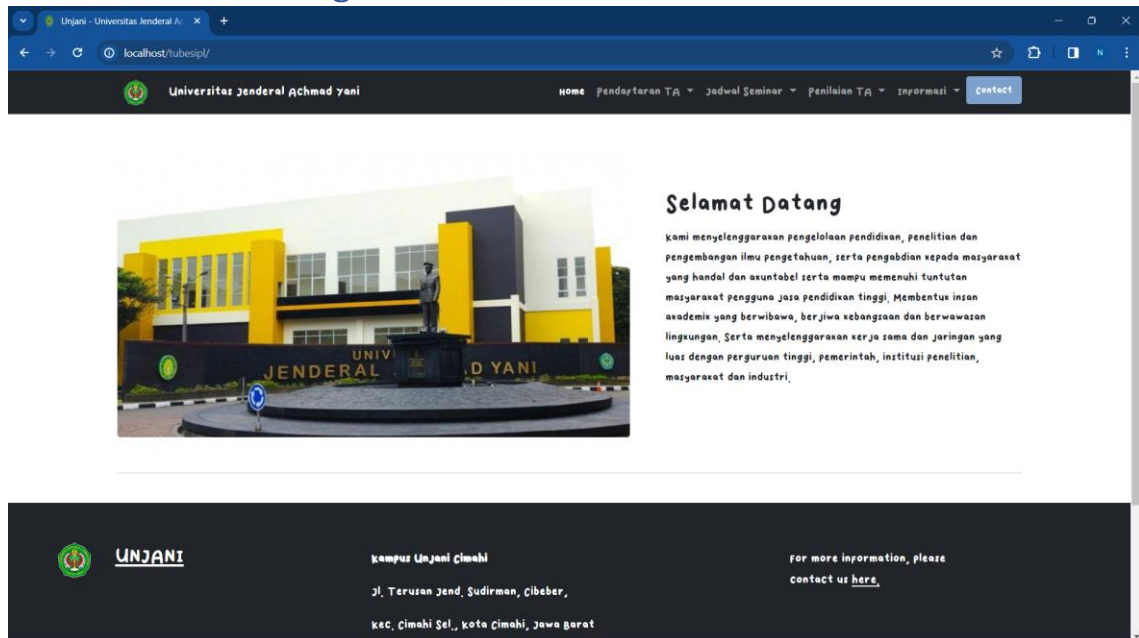 Unjani - Universitas Jenderal Ac
localhost/tubesipl/
N
Universitas Jenderal Achmad Yani
Home Pendaftaran TA Jadwal Seminar Penilaian TA Informasi Contact
UNIV
JENDERAL D YANI
Selamat Datang
Kami menyelenggarakan pengelolaan pendidikan, penelitian dan
pengembangan ilmu pengetahuan, serta pengabdian kepada masyarakat
yang handal dan akuntabel serta mampu memenuhi tuntutan
masyarakat pengguna jasa pendidikan tinggi. Membentuk insan
akademik yang berwibawa, berjiwa kebangsaan dan berwawasan
lingkungan. Serta menyelenggarakan kerja sama dan jaringan yang
luas dengan perguruan tinggi, pemerintah, institusi penelitian,
masyarakat dan industri.
UNJANI
Kampus Unjani Cimahi
Jl. Terusan Jend. Sudirman, Cibeber,
Kec. Cimahi Sel., Kota Cimahi, Jawa Barat
For more information, please
contact us here.